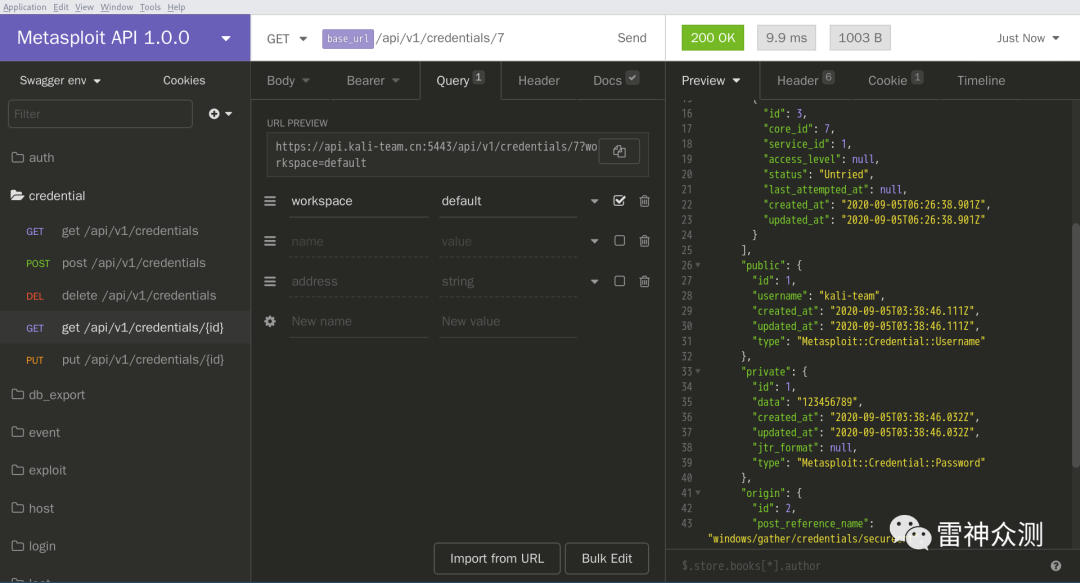 Application Edit View Window Tools Help
Metasploit API 1.0.0
GET base_url /api/v1/credentials/7 Send
200 OK 9.9 ms 1003 B Just Now
Swagger env Cookies
Body Bearer Query 1 Header Docs
Preview Header 6 Cookie 1 Timeline
Filter
auth
credential
GET get /api/v1/credentials
POST post /api/v1/credentials
DEL delete /api/v1/credentials
GET get /api/v1/credentials/{id}
PUT put /api/v1/credentials/{id}
db_export
event
exploit
host
login
URL PREVIEW
https://api.kali-team.cn:5443/api/v1/credentials/7?wo
rkspace=default
workspace default
name value
address string
New name New value
Import from URL Bulk Edit
15 {
16 "id": 3,
17 "core_id": 7,
18 "service_id": 1,
19 "access_level": null,
20 "status": "Untried",
21 "last_attempted_at": null,
22 "created_at": "2020-09-05T06:26:38.901Z",
23 "updated_at": "2020-09-05T06:26:38.901Z"
24 }
25 ],
26 "public": {
27 "id": 1,
28 "username": "kali-team",
29 "created_at": "2020-09-05T03:38:46.111Z",
30 "updated_at": "2020-09-05T03:38:46.111Z",
31 "type": "Metasploit::Credential::Username"
32 },
33 "private": {
34 "id": 1,
35 "data": "123456789",
36 "created_at": "2020-09-05T03:38:46.032Z",
37 "updated_at": "2020-09-05T03:38:46.032Z",
38 "jtr_format": null,
39 "type": "Metasploit::Credential::Password"
40 },
41 "origin": {
42 "id": 2,
43 "post_reference_name":
"windows/gather/credentials/secure
雷神众测
$.store.books[*].author